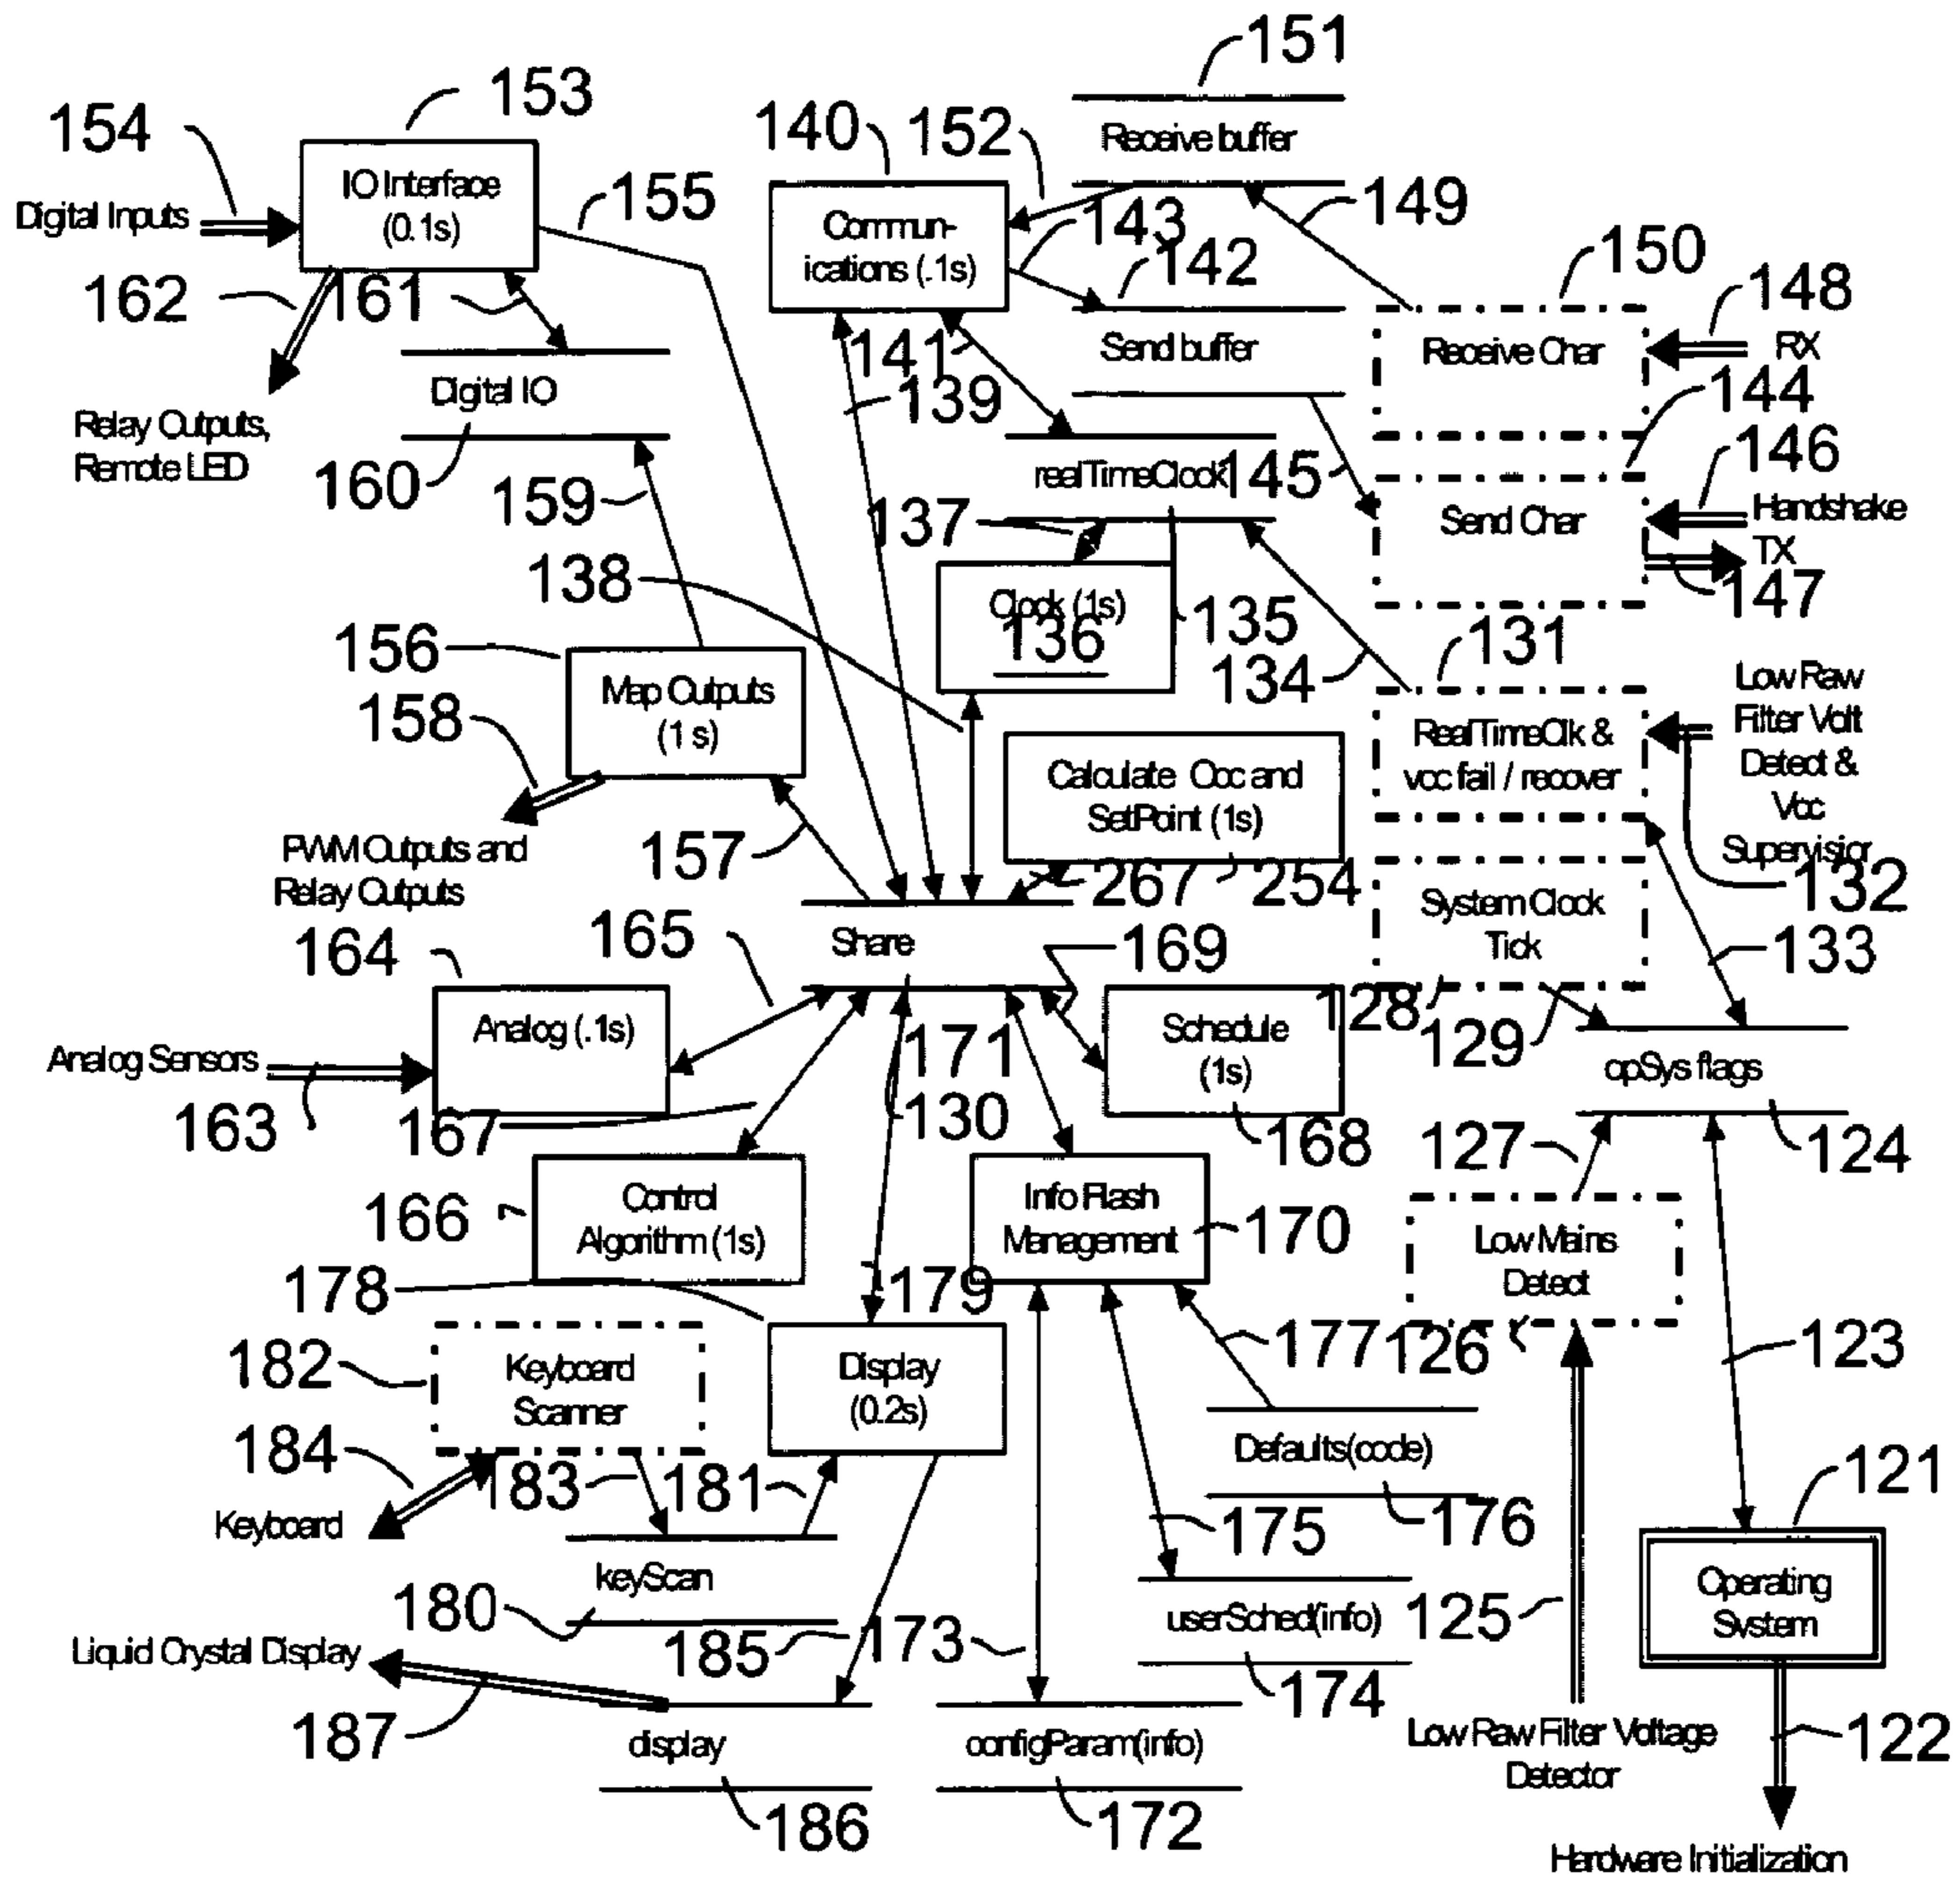 151
153
154
140
152
Receive buffer
IO Interface
(0.1s)
Digital Inputs
155
Commun-
ications (.1s)
143
149
142
150
162
161
148
141
Send buffer
Receive Char
RX
139
144
Digital IO
Relay Outputs,
Remote LED
160
159
realTimeClock
145
146
137
Send Char
Handshake
TX
147
138
Clock (1s)
136
135
134
131
156
Map Outputs
(1 s)
158
Low Raw
Filter Volt
Detect &
Vcc
Supervisior
RealTimeClk &
vcc fail / recover
Calculate Occ and
SetPoint (1s)
157
PWM Outputs and
Relay Outputs
267
254
132
System Clock
Tick
165
164
Share
169
133
128
129
Analog (.1s)
171
130
Schedule
(1s)
Analog Sensors
163
167
168
opSys flags
127
124
166
Control
Algorithm (1s)
Info Flash
Management
170
Low Mains
Detect
178
179
177
126
123
182
Keyboard
Scanner
Display
(0.2s)
184
183
181
Defaults(code)
121
Keyboard
175
176
keyScan
180
Operating
System
userSched(info)
125
185
173
174
Liquid Crystal Display
187
display
configParam(info)
Low Raw Filter Voltage
Detector
122
186
172
Hardware Initialization